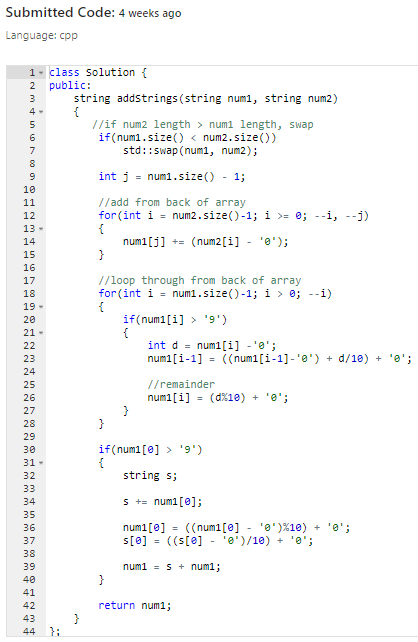 Submitted Code: 4 weeks ago
Language: cpp
1 class Solution {
2 public:
3     string addStrings(string num1, string num2)
4     {
5        //if num2 length > num1 length, swap
6         if(num1.size() < num2.size())
7             std::swap(num1, num2);
8
9         int j = num1.size() - 1;
10
11         //add from back of array
12         for(int i = num2.size()-1; i >= 0; --i, --j)
13         {
14             num1[j] += (num2[i] - '0');
15         }
16
17         //loop through from back of array
18         for(int i = num1.size()-1; i > 0; --i)
19         {
20             if(num1[i] > '9')
21             {
22                 int d = num1[i] -'0';
23                 num1[i-1] = ((num1[i-1]-'0') + d/10) + '0';
24
25                 //remainder
26                 num1[i] = (d%10) + '0';
27             }
28         }
29
30         if(num1[0] > '9')
31         {
32             string s;
33
34             s += num1[0];
35
36             num1[0] = ((num1[0] - '0')%10) + '0';
37             s[0] = ((s[0] - '0')/10) + '0';
38
39             num1 = s + num1;
40         }
41
42         return num1;
43     }
44 };